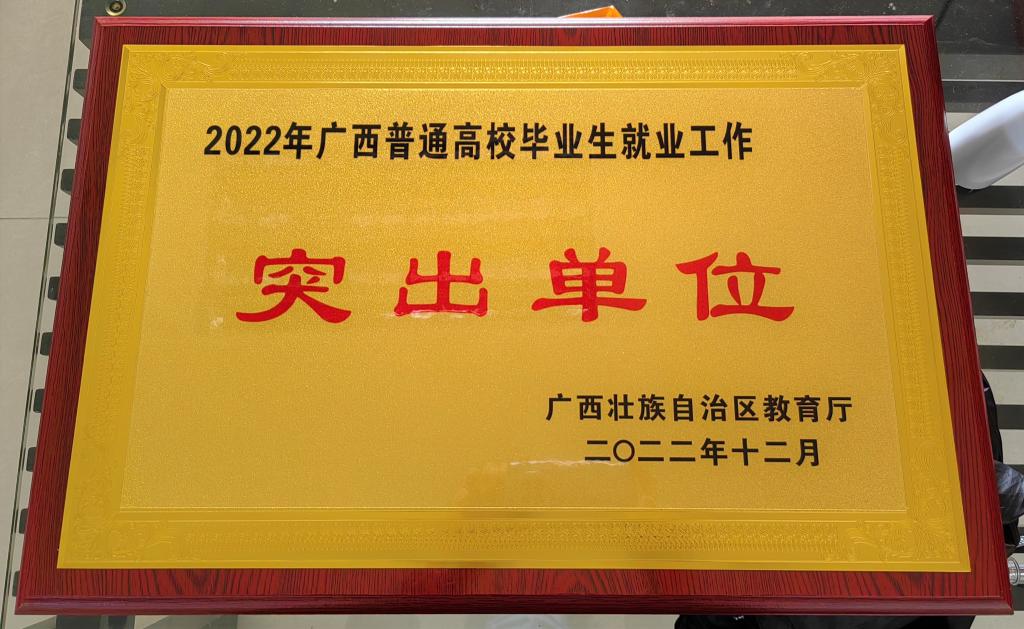 2022年广西普通高校毕业生就业工作
突出单位
广西壮族自治区教育厅
二〇二二年十二月